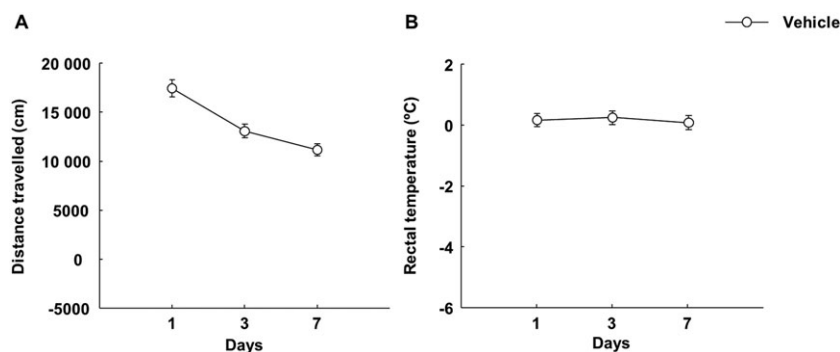 A
B
Vehicle
Distance travelled (cm)
20 000
15 000
10 000
5000
0
-5000
1 3 7
Days
Rectal temperature (ºC)
2
0
-2
-4
-6
1 3 7
Days